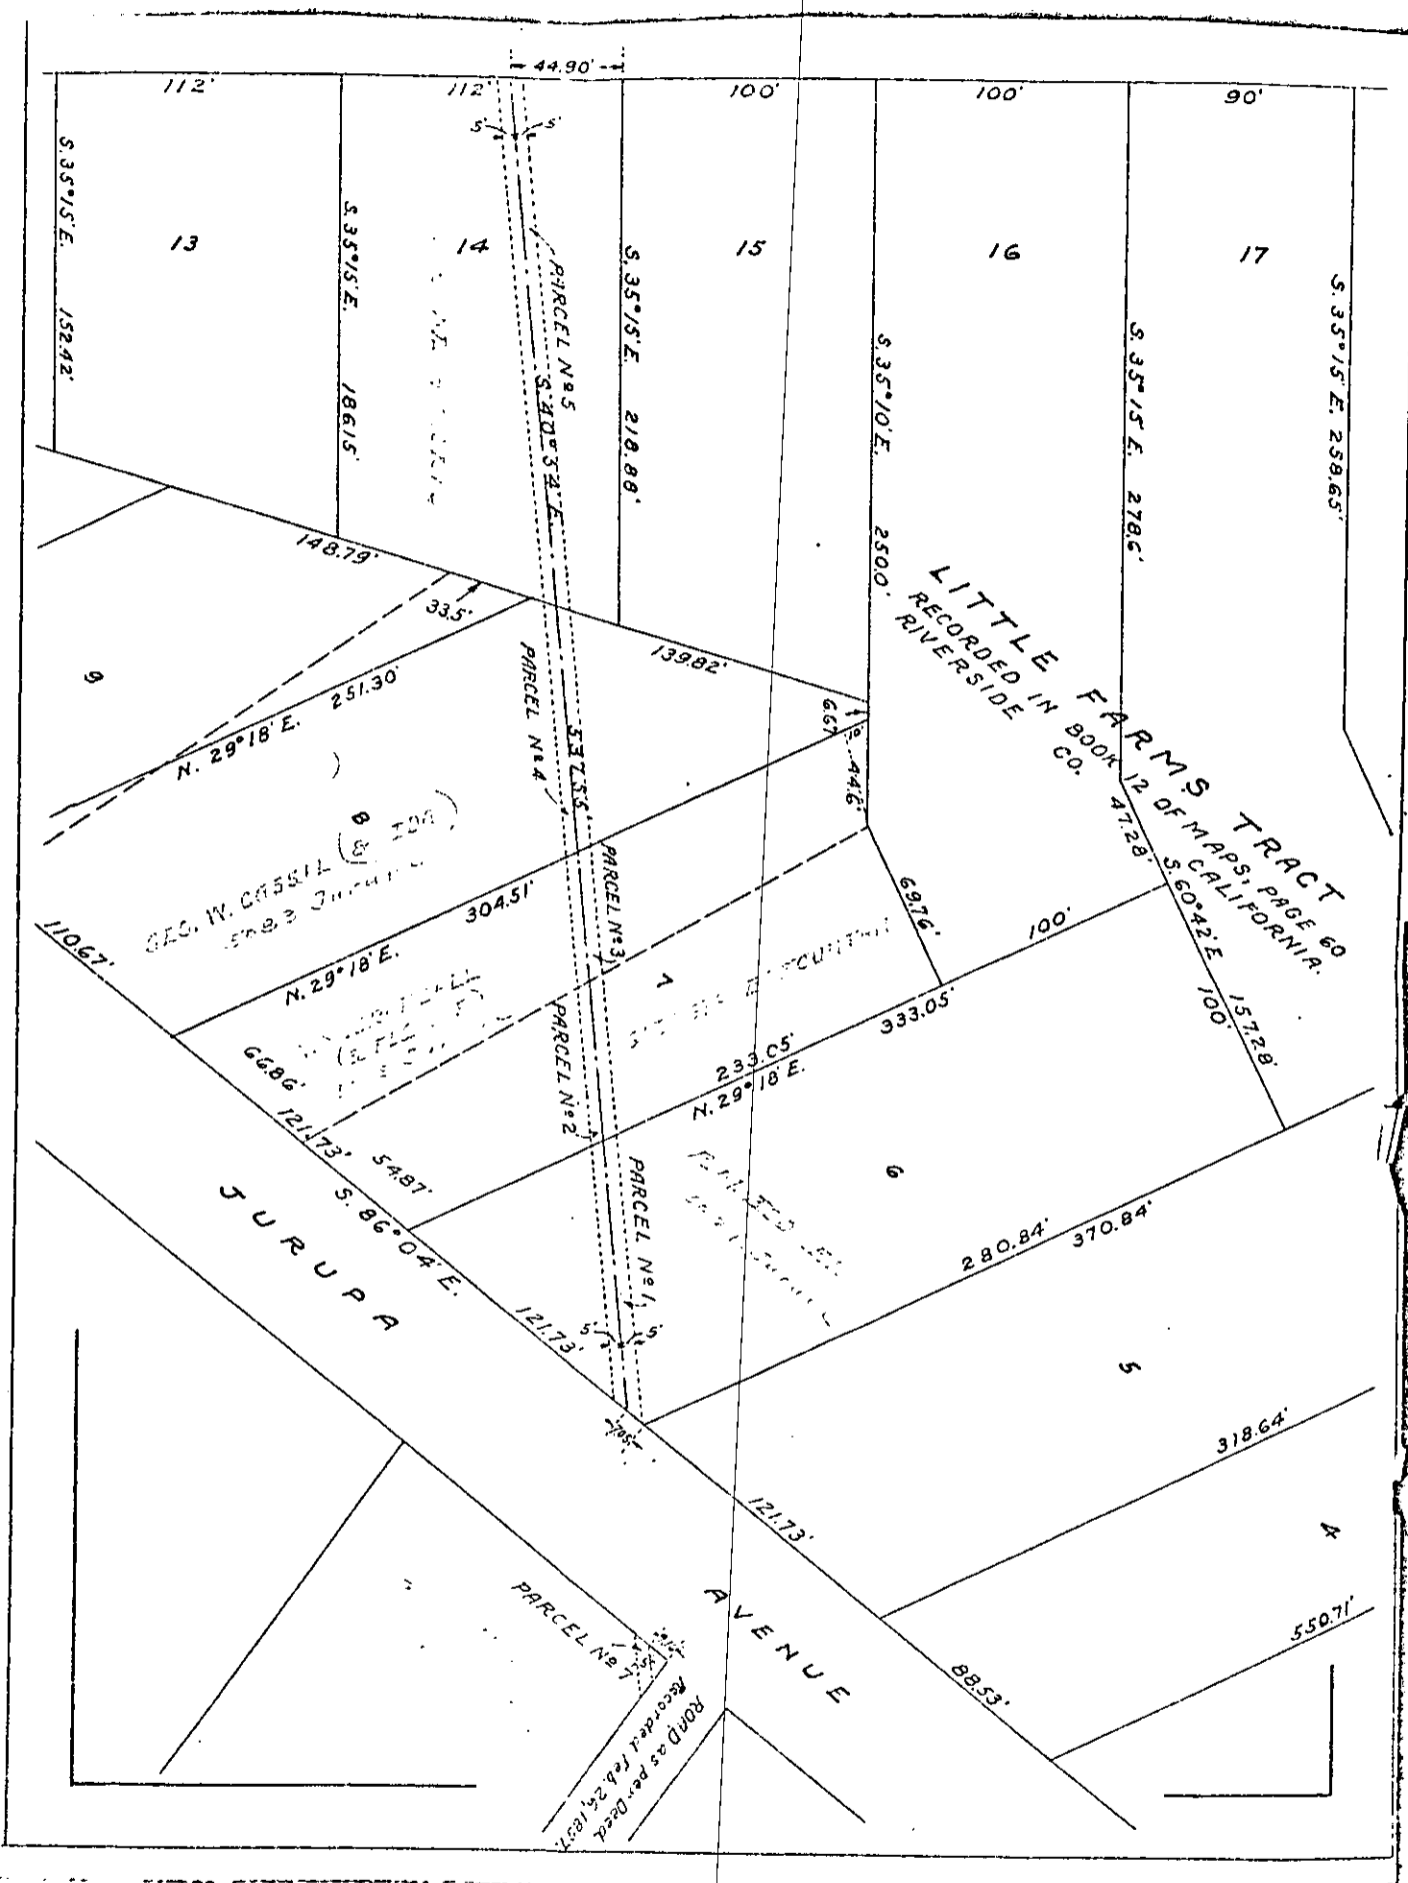 44.90'
112'
112'
100'
100'
90'
5'
5'
S.35°15'E. 152.42'
S.35°15'E. 186.15'
S.35°15'E. 218.88'
S.35°10'E. 250.0'
S.35°15'E. 278.6'
S.35°15'E. 258.65'
13
14
15
16
17
PARCEL Nº5
S.40°34'E.
537.55'
148.79'
33.5'
139.82'
6.67'
44.6'
9
N. 29°18'E. 251.30'
PARCEL Nº4
LITTLE FARMS TRACT
RECORDED IN BOOK 12 OF MAPS, PAGE 60
RIVERSIDE CO. CALIFORNIA.
47.28'
S.60°42'E 157.28'
100'
8
GEO. W. CASSIL (& IDA)
110.67'
N. 29°18'E. 304.51'
PARCEL Nº3
69.76'
100'
7
PARCEL Nº2
66.86'
121.73'
54.87'
233.05'
333.05'
N. 29°18'E.
S. 86°04'E.
PARCEL Nº1
6
280.84'
370.84'
JURUPA
121.73'
5'
5'
7.05'
5
318.64'
121.73'
4
550.71'
AVENUE
88.53'
PARCEL Nº7
ROAD as per Deed
Recorded Feb. 26, 1897.